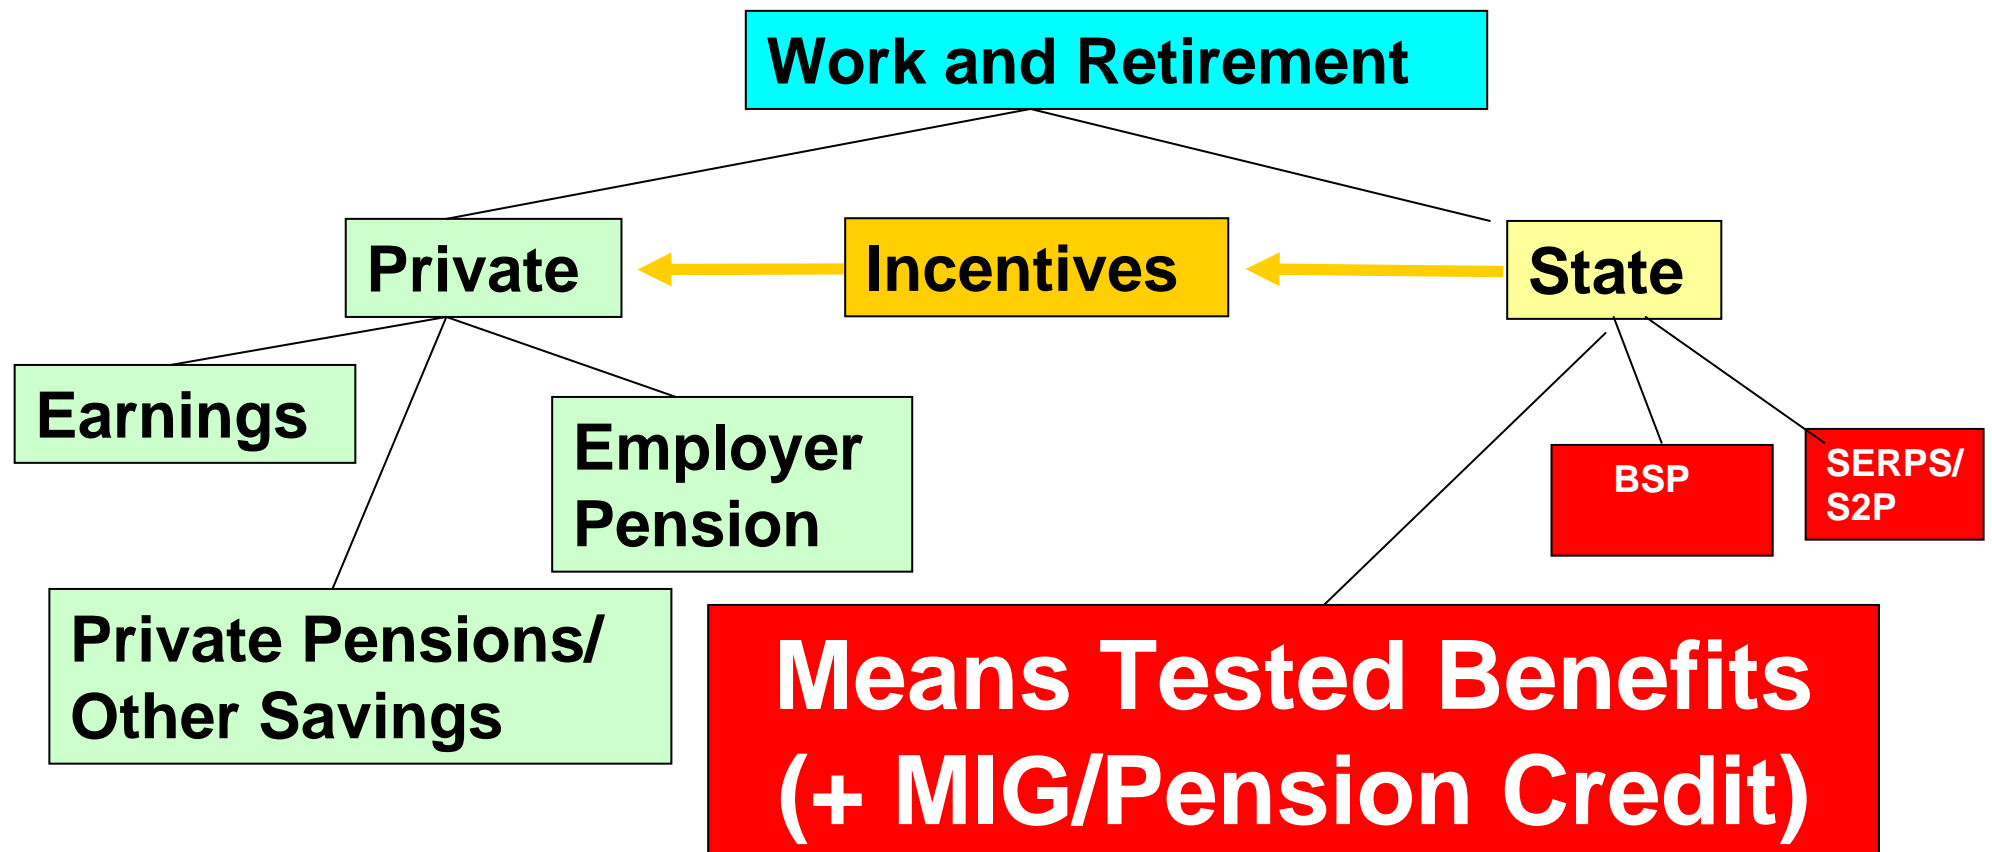 Work and Retirement
Private
Incentives
State
Earnings
Employer
Pension
BSP
SERPS/
S2P
Private Pensions/
Other Savings
Means Tested Benefits
(+ MIG/Pension Credit)